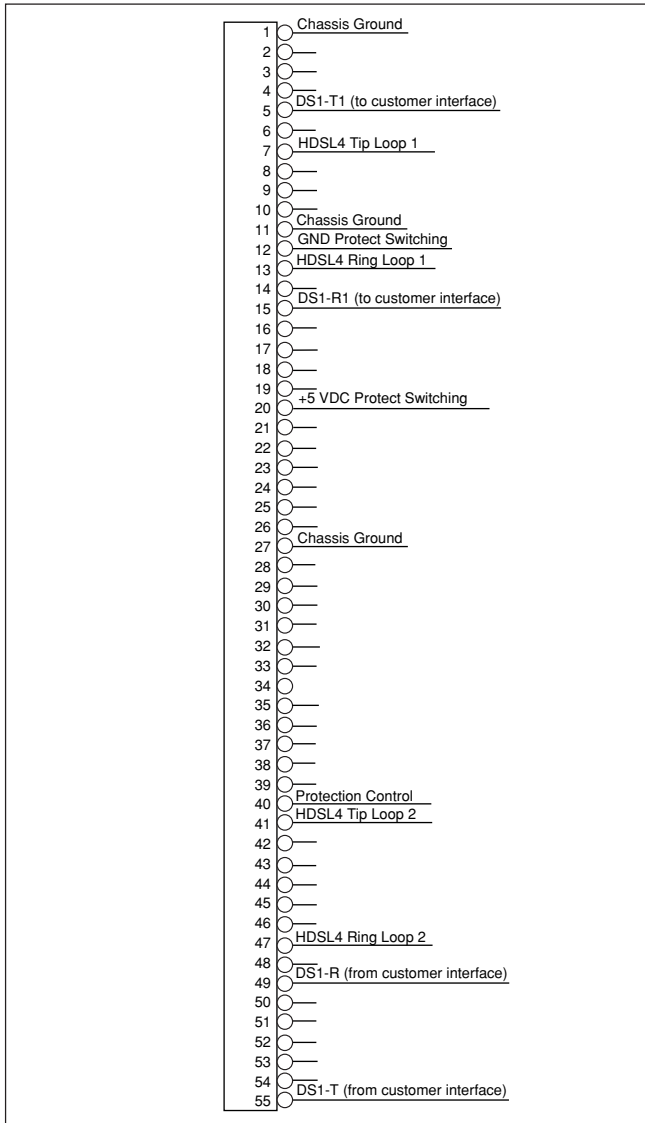 1 Chassis Ground
2
3
4
5 DS1-T1 (to customer interface)
6
7 HDSL4 Tip Loop 1
8
9
10
11 Chassis Ground
12 GND Protect Switching
13 HDSL4 Ring Loop 1
14
15 DS1-R1 (to customer interface)
16
17
18
19
20 +5 VDC Protect Switching
21
22
23
24
25
26
27 Chassis Ground
28
29
30
31
32
33
34
35
36
37
38
39
40 Protection Control
41 HDSL4 Tip Loop 2
42
43
44
45
46
47 HDSL4 Ring Loop 2
48
49 DS1-R (from customer interface)
50
51
52
53
54
55 DS1-T (from customer interface)